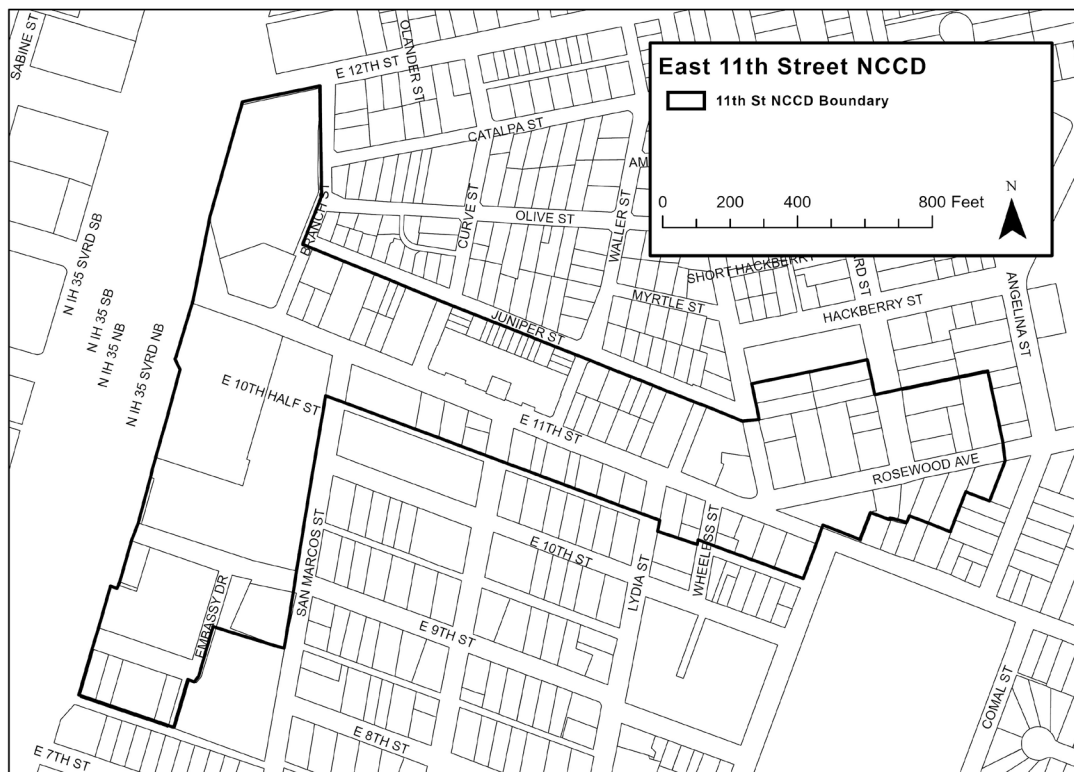 SABINE ST
OLANDER ST
E 12TH ST
East 11th Street NCCD
11th St NCCD Boundary
0 200 400 800 Feet
N
CATALPA ST
AM
BRANCH ST
CURVE ST
OLIVE ST
WALLER ST
SHORT HACKBERRY
RD ST
ANGELINA ST
MYRTLE ST
HACKBERRY ST
N IH 35 SVRD SB
N IH 35 SB
N IH 35 NB
N IH 35 SVRD NB
JUNIPER ST
E 10TH HALF ST
E 11TH ST
ROSEWOOD AVE
SAN MARCOS ST
E 10TH ST
LYDIA ST
WHEELESS ST
EMBASSY DR
E 9TH ST
COMAL ST
E 8TH ST
E 7TH ST